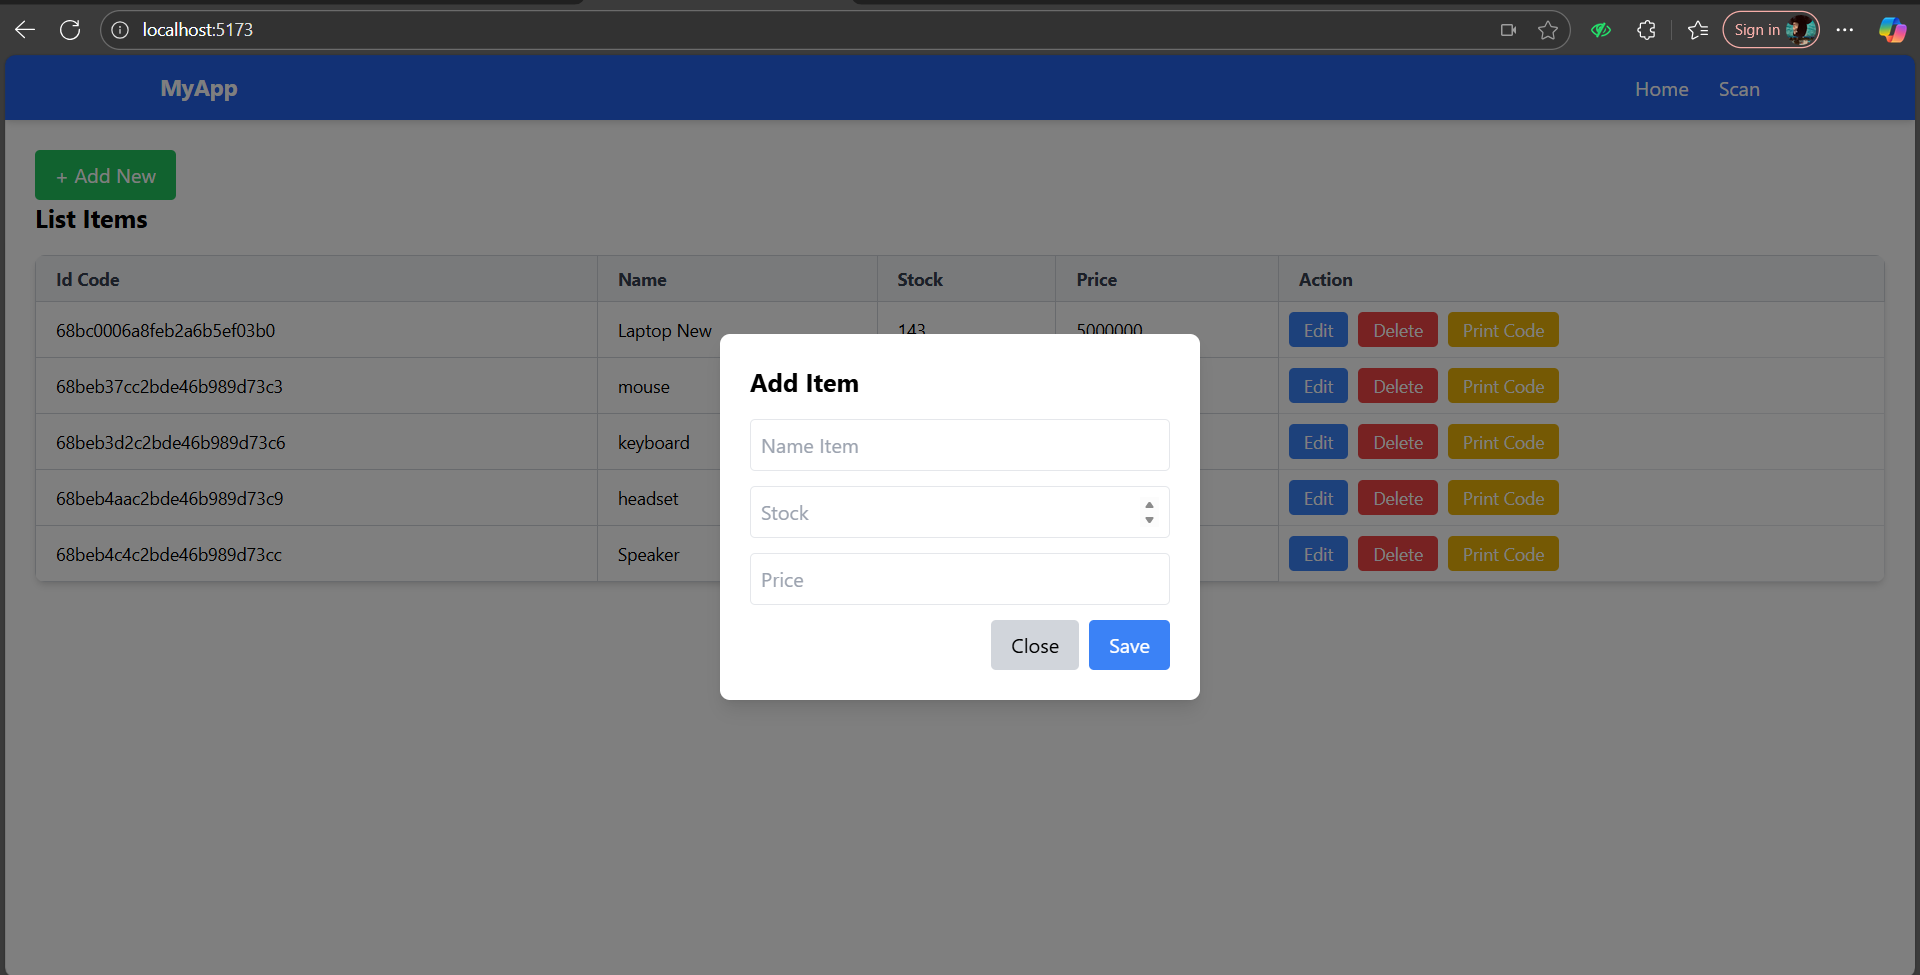 localhost:5173
Sign in
MyApp
Home Scan
+ Add New
List Items
Id Code Name Stock Price Action
68bc0006a8feb2a6b5ef03b0 Laptop New 143 5000000 Edit Delete Print Code
68beb37cc2bde46b989d73c3 mouse Edit Delete Print Code
68beb3d2c2bde46b989d73c6 keyboard Edit Delete Print Code
68beb4aac2bde46b989d73c9 headset Edit Delete Print Code
68beb4c4c2bde46b989d73cc Speaker Edit Delete Print Code
Add Item
Name Item
Stock
Price
Close Save